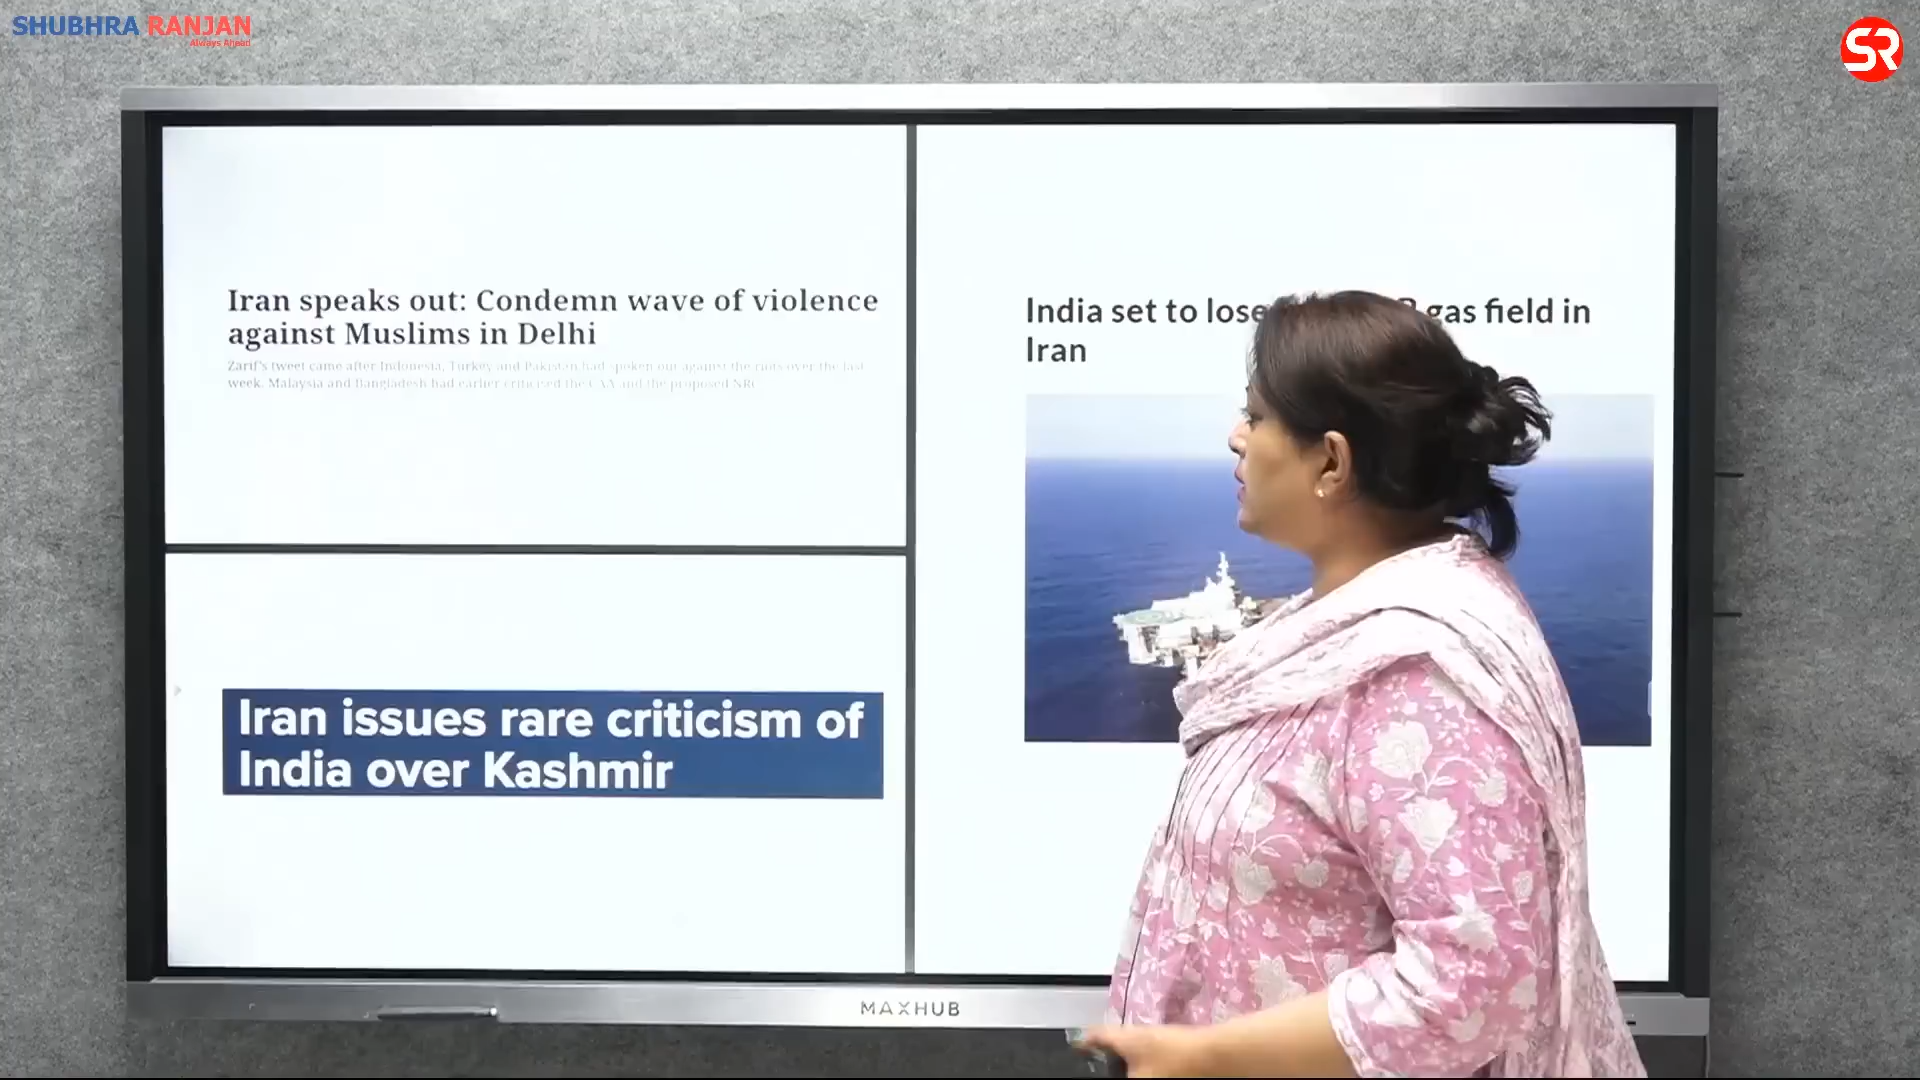 SHUBHRA RANJAN
Always Ahead
SR
Iran speaks out: Condemn wave of violence
against Muslims in Delhi
Zarif's tweet came after Indonesia, Turkey and Pakistan had spoken out against the riots over the last
week. Malaysia and Bangladesh had earlier criticised the CAA and the proposed NRC
Iran issues rare criticism of
India over Kashmir
India set to lose gas field in
Iran
MAXHUB